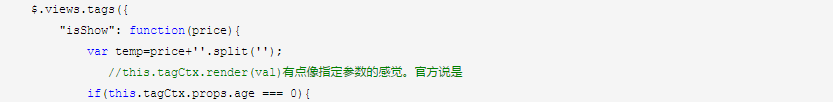 $.views.tags({
"isShow": function(price){
var temp=price+''.split('');
//this.tagCtx.render(val)有点像指定参数的感觉。官方说是
if(this.tagCtx.props.age === 0){